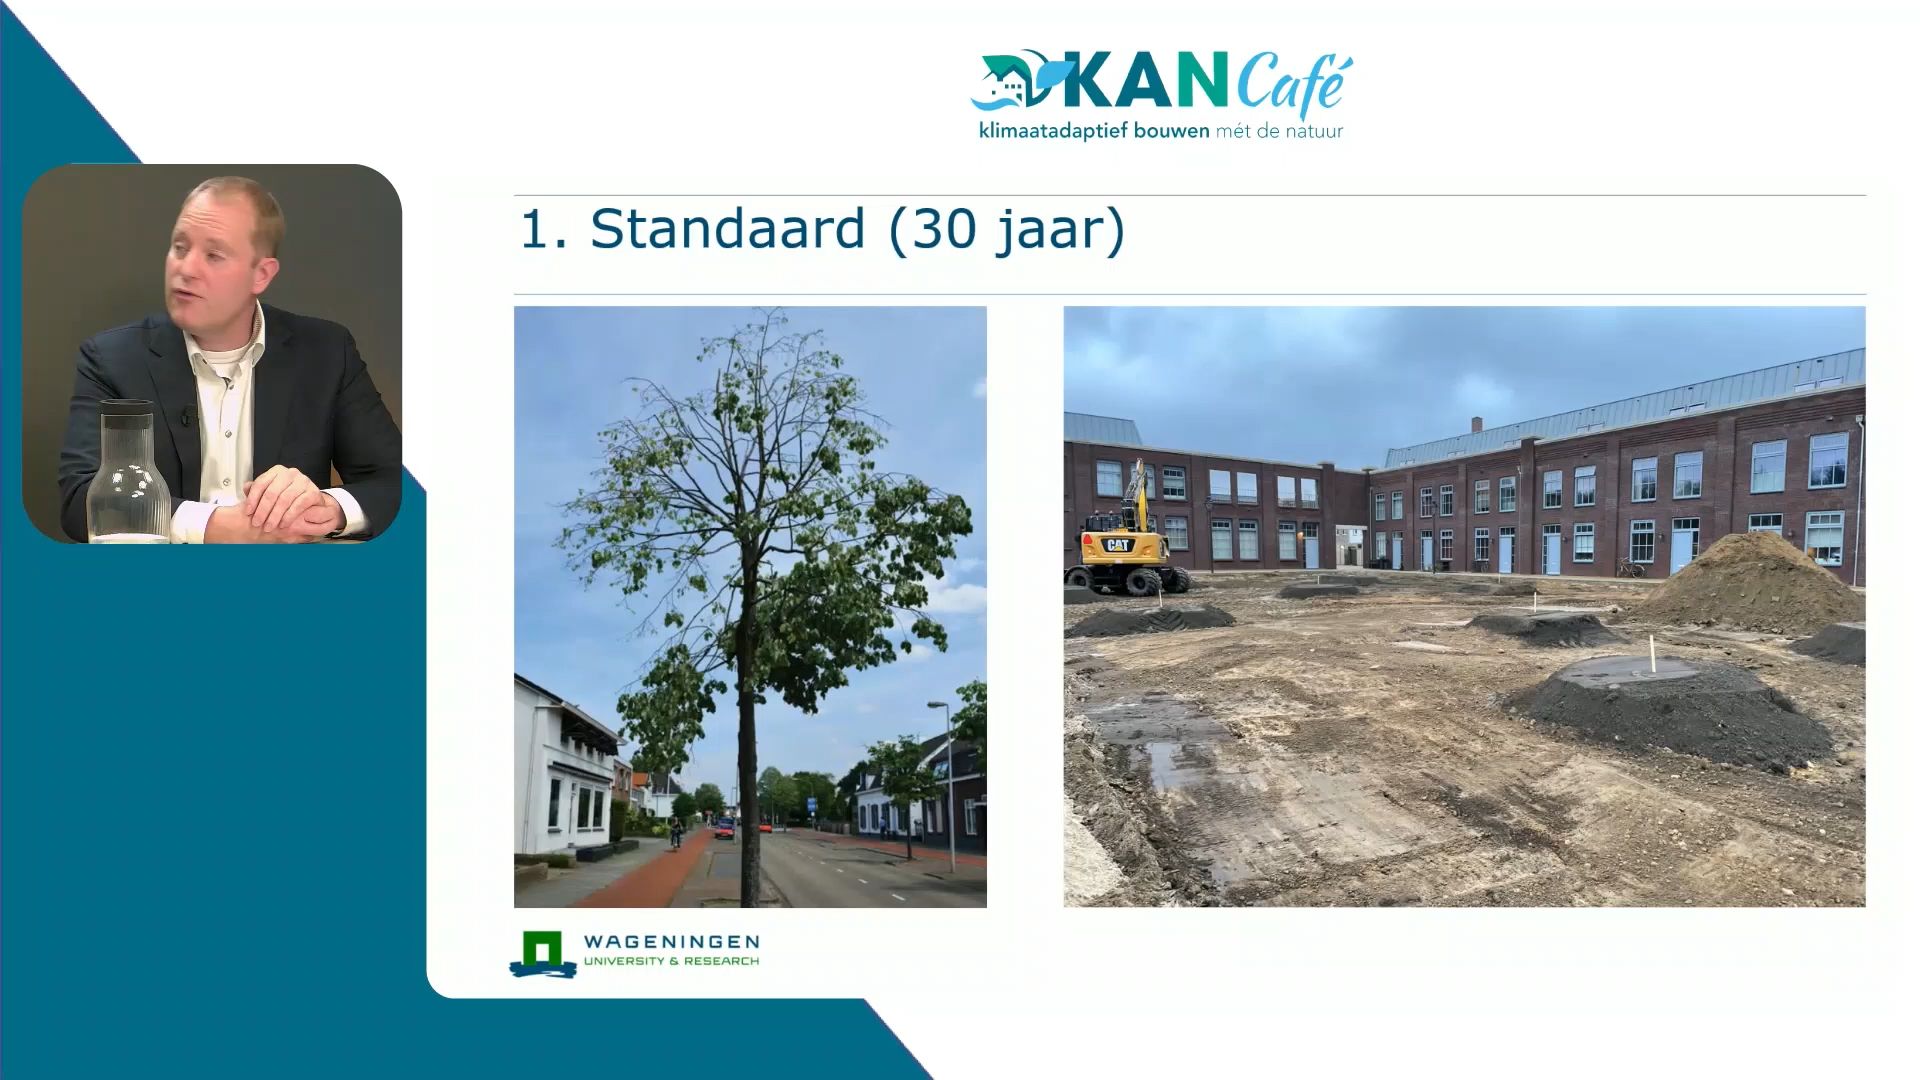 KAN Café
klimaatadaptief bouwen mét de natuur
1. Standaard (30 jaar)
CAT
WAGENINGEN
UNIVERSITY & RESEARCH